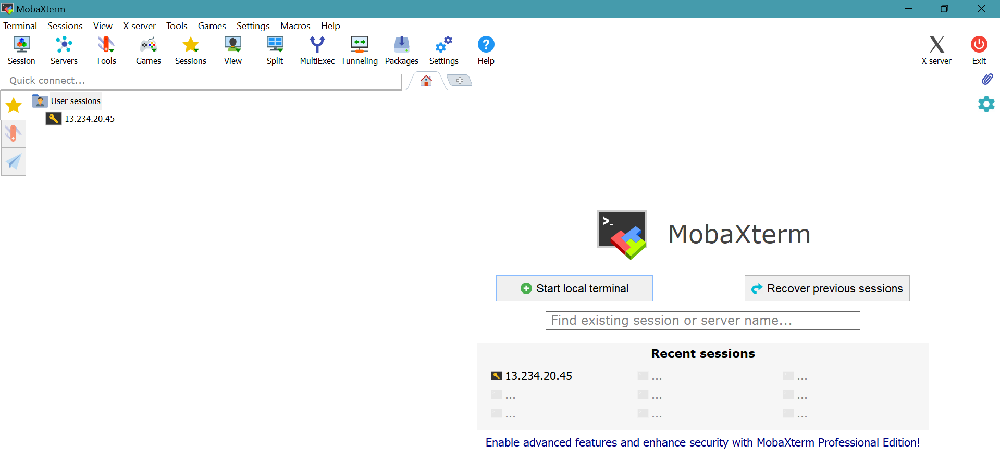 MobaXterm
Terminal Sessions View X server Tools Games Settings Macros Help
Session Servers Tools Games Sessions View Split MultiExec Tunneling Packages Settings Help X server Exit
Quick connect...
User sessions
13.234.20.45
>_ MobaXterm
Start local terminal Recover previous sessions
Find existing session or server name...
Recent sessions
13.234.20.45 ... ...
... ... ...
... ... ...
Enable advanced features and enhance security with MobaXterm Professional Edition!